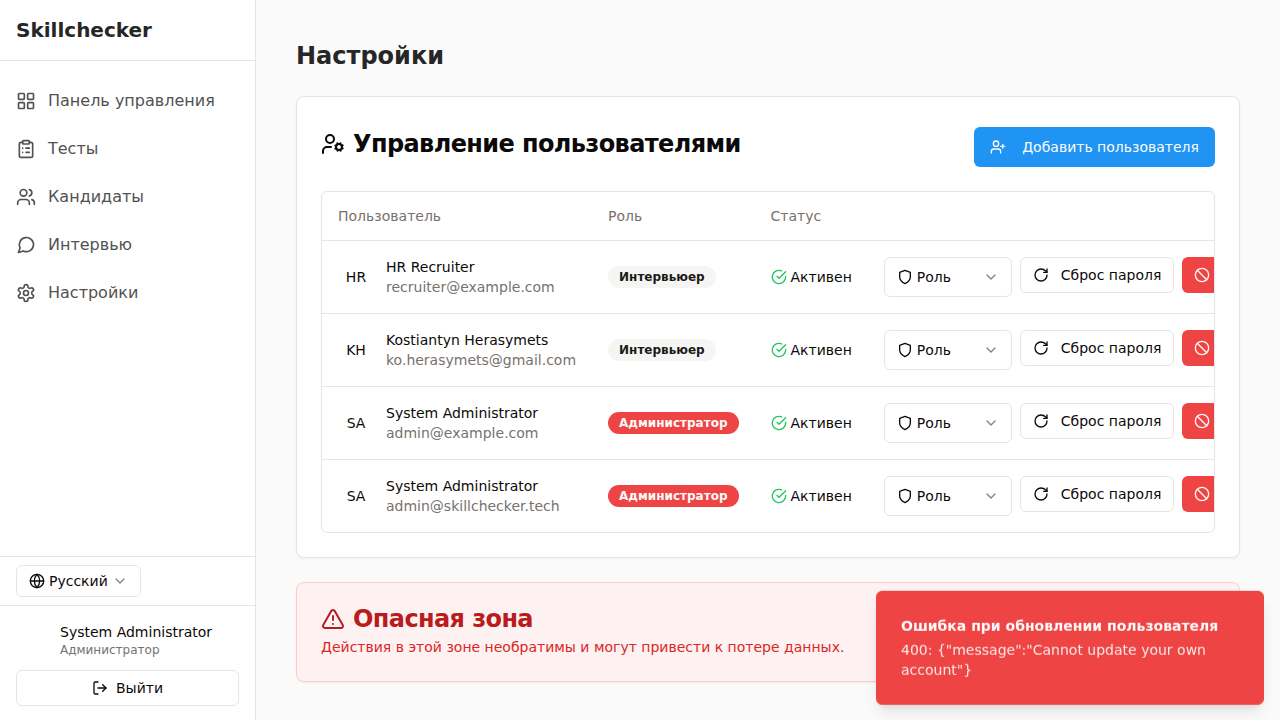 Skillchecker
Панель управления
Тесты
Кандидаты
Интервью
Настройки
Русский
System Administrator
Администратор
Выйти
Настройки
Управление пользователями
Добавить пользователя
Пользователь Роль Статус
HR HR Recruiter recruiter@example.com Интервьюер Активен Роль Сброс пароля
KH Kostiantyn Herasymets ko.herasymets@gmail.com Интервьюер Активен Роль Сброс пароля
SA System Administrator admin@example.com Администратор Активен Роль Сброс пароля
SA System Administrator admin@skillchecker.tech Администратор Активен Роль Сброс пароля
Опасная зона
Действия в этой зоне необратимы и могут привести к потере данных.
Ошибка при обновлении пользователя
400: {"message":"Cannot update your own
account"}